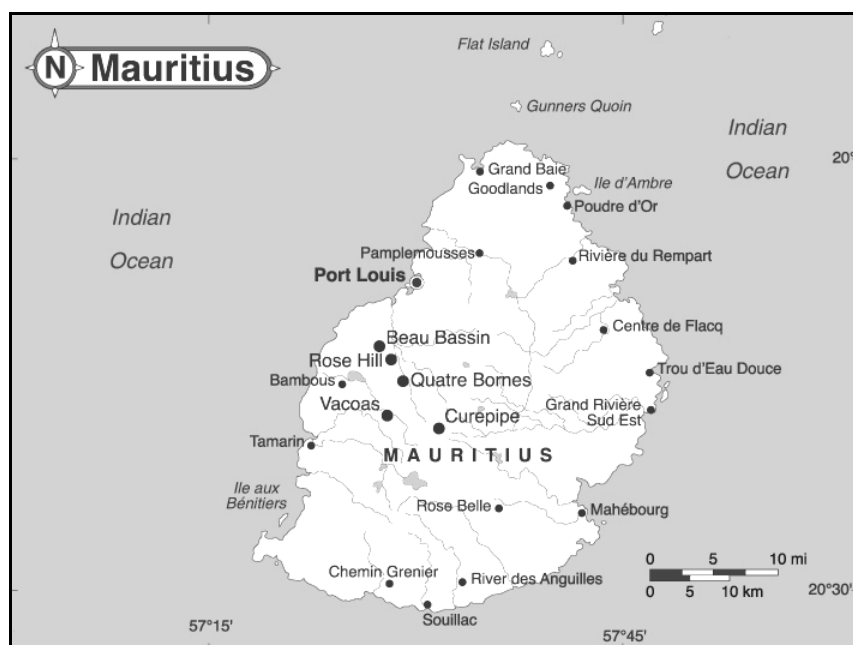 N Mauritius
Flat Island
Gunners Quoin
Indian
Ocean
20°
Grand Baie
Goodlands
Ile d'Ambre
Poudre d'Or
Indian
Ocean
Pamplemousses
Rivière du Rempart
Port Louis
Centre de Flacq
Beau Bassin
Rose Hill
Trou d'Eau Douce
Bambous
Quatre Bornes
Vacoas
Grand Rivière
Sud Est
Curepipe
Tamarin
MAURITIUS
Ile aux
Bénitiers
Rose Belle
Mahébourg
0 5 10 mi
0 5 10 km
Chemin Grenier
River des Anguilles
20°30'
Souillac
57°15'
57°45'